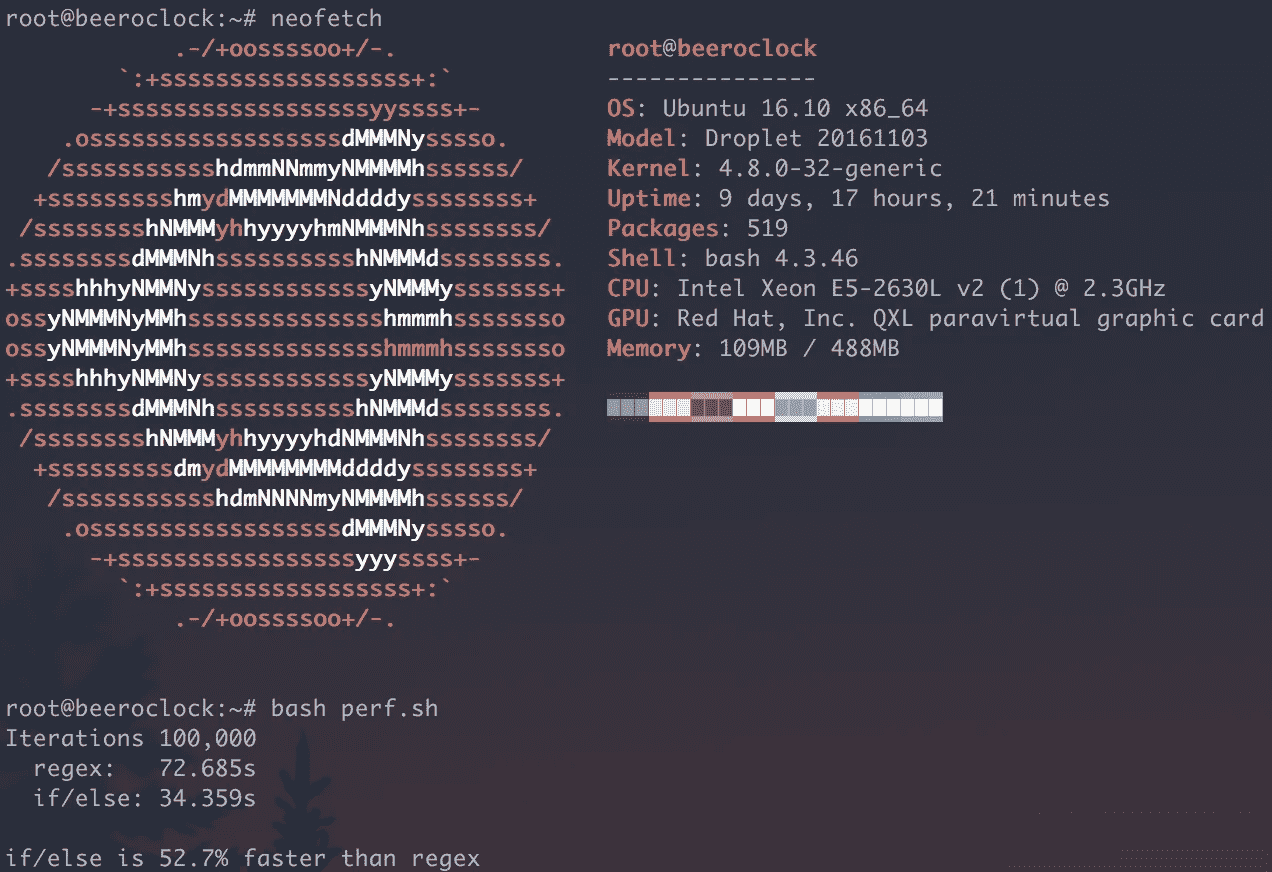 root@beeroclock:~# neofetch
.-/+oossssoo+/-.
`:+ssssssssssssssssss+:`
-+ssssssssssssssssssyyssss+-
.ossssssssssssssssssdMMMNysssso.
/ssssssssssshdmmNNmmyNMMMMhssssss/
+ssssssssshmydMMMMMMMNddddyssssssss+
/sssssssshNMMMyhhyyyyhmNMMMNhssssssss/
.ssssssssdMMMNhsssssssssshNMMMdssssssss.
+sssshhhyNMMNyssssssssssssyNMMMysssssss+
ossyNMMMNyMMhsssssssssssssshmmmhssssssso
ossyNMMMNyMMhsssssssssssssshmmmhssssssso
+sssshhhyNMMNyssssssssssssyNMMMysssssss+
.ssssssssdMMMNhsssssssssshNMMMdssssssss.
/sssssssshNMMMyhhyyyyhdNMMMNhssssssss/
+sssssssssdmydMMMMMMMMddddyssssssss+
/ssssssssssshdmNNNNmyNMMMMhssssss/
.ossssssssssssssssssdMMMNysssso.
-+sssssssssssssssssyyyssss+-
`:+ssssssssssssssssss+:`
.-/+oossssoo+/-.
root@beeroclock
---------------
OS: Ubuntu 16.10 x86_64
Model: Droplet 20161103
Kernel: 4.8.0-32-generic
Uptime: 9 days, 17 hours, 21 minutes
Packages: 519
Shell: bash 4.3.46
CPU: Intel Xeon E5-2630L v2 (1) @ 2.3GHz
GPU: Red Hat, Inc. QXL paravirtual graphic card
Memory: 109MB / 488MB
root@beeroclock:~# bash perf.sh
Iterations 100,000
regex: 72.685s
if/else: 34.359s
if/else is 52.7% faster than regex